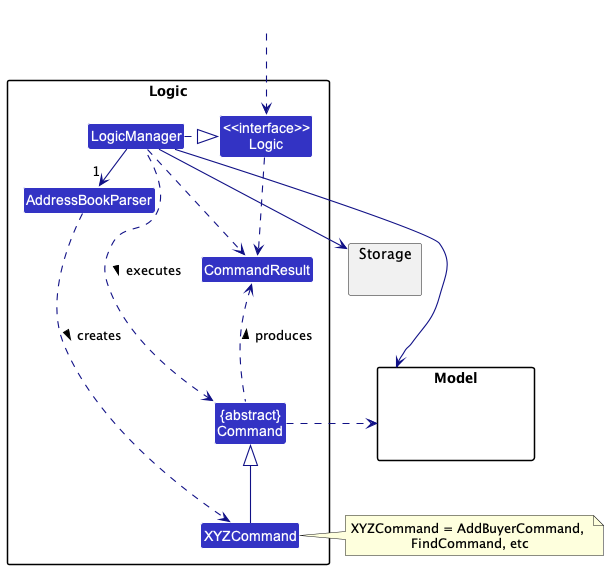 Logic
LogicManager
<<interface>>
Logic
1
AddressBookParser
Storage
CommandResult
executes
creates
produces
Model
{abstract}
Command
XYZCommand
XYZCommand = AddBuyerCommand,
FindCommand, etc